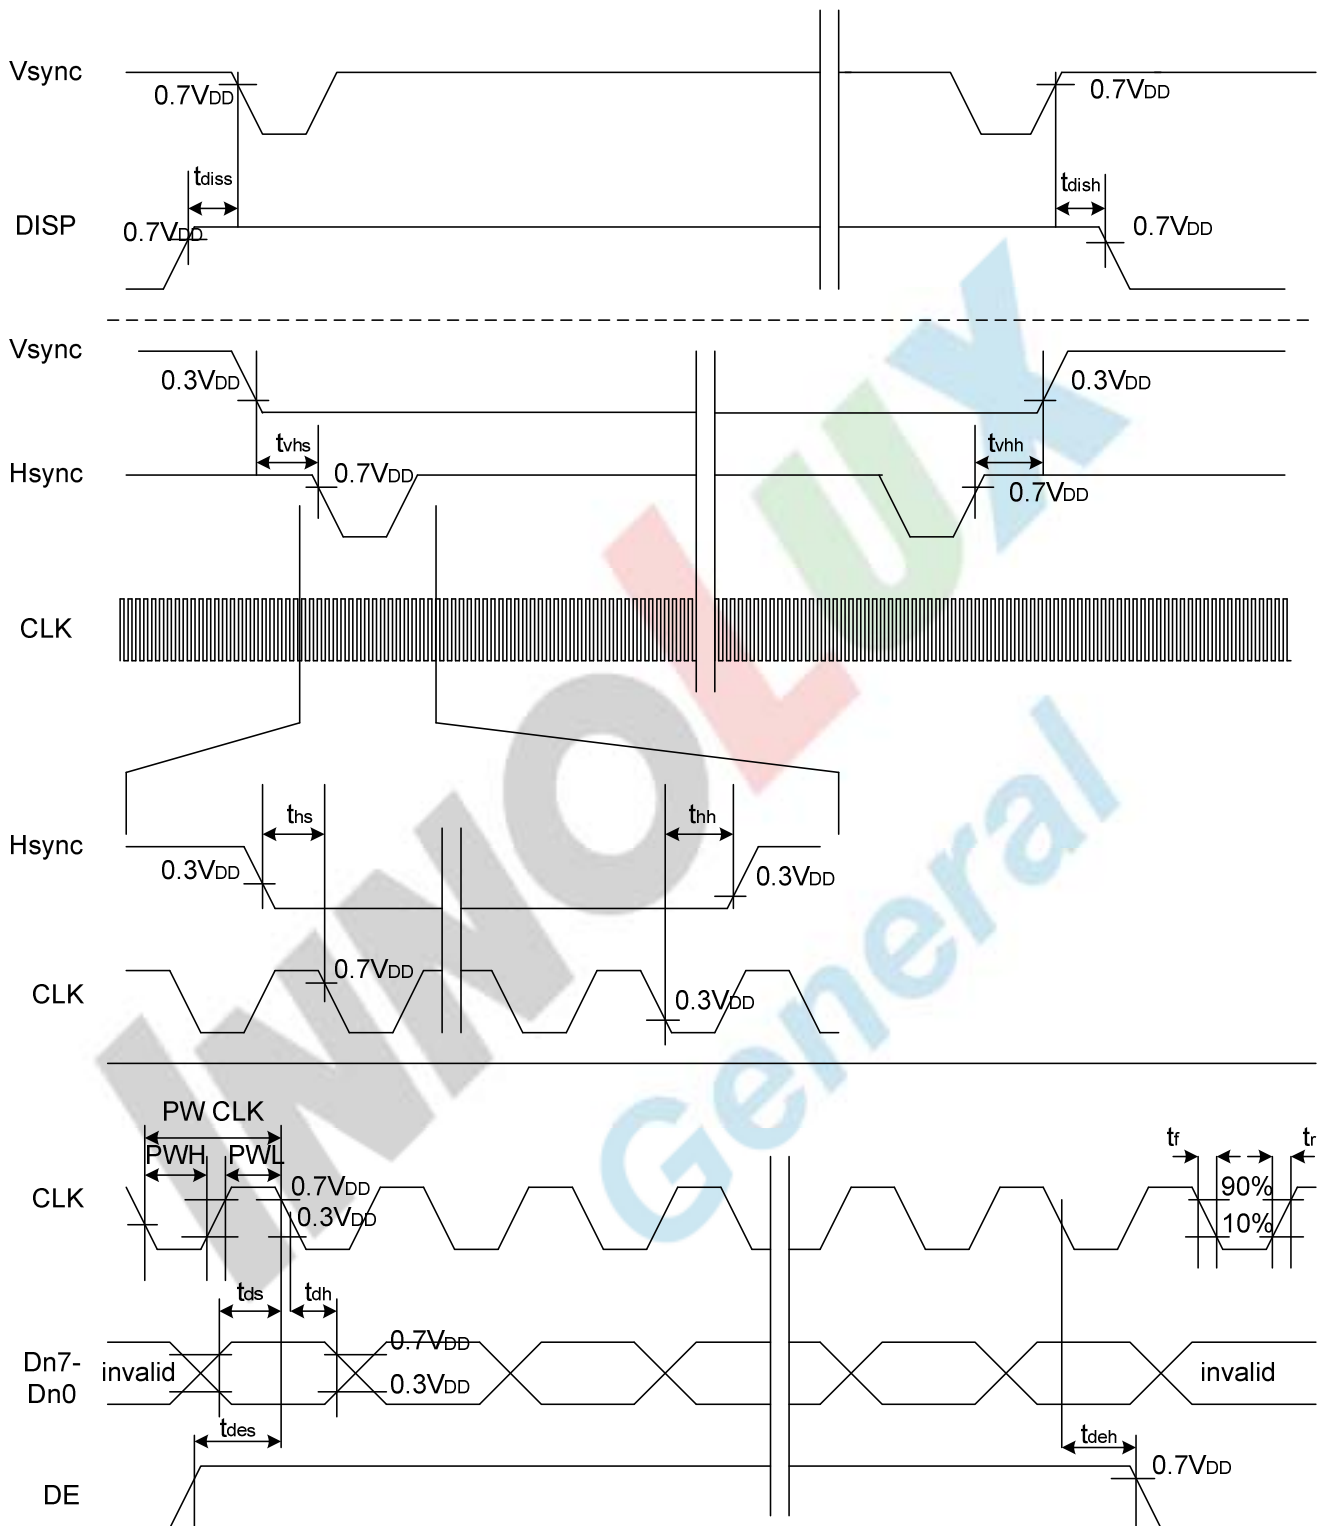 Vsync
0.7VDD
0.7VDD
tdiss
tdish
DISP
0.7VDD
0.7VDD
Vsync
0.3VDD
0.3VDD
tvhs
tvhh
Hsync
0.7VDD
0.7VDD
CLK
ths
thh
Hsync
0.3VDD
0.3VDD
CLK
0.7VDD
0.3VDD
PW CLK
PWH
PWL
tf
tr
CLK
0.7VDD
0.3VDD
90%
10%
tds
tdh
Dn7-
Dn0
invalid
0.7VDD
0.3VDD
invalid
tdes
tdeh
DE
0.7VDD
INNOLUX
General